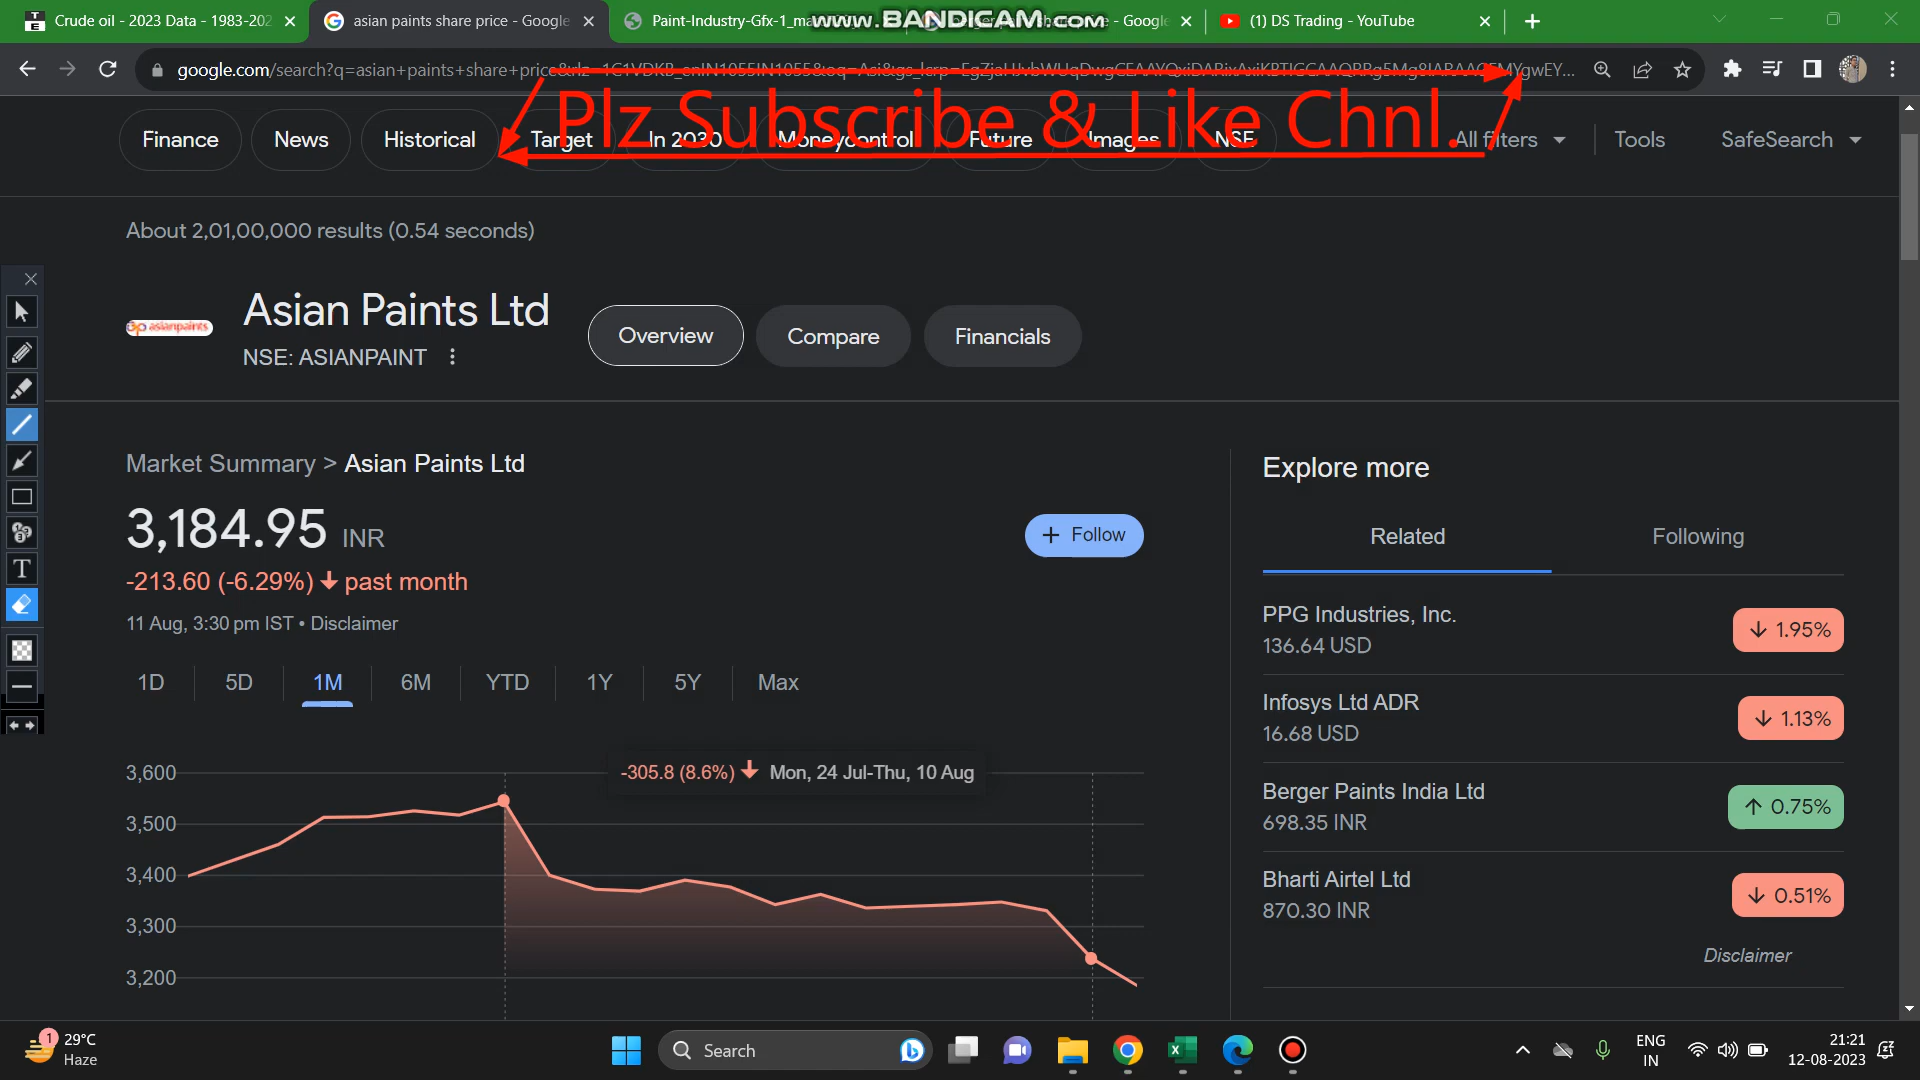 Crude oil - 2023 Data - 1983-202
asian paints share price - Google
Paint-Industry-Gfx-1_ma
www.BANDICAM.com
- Google
(1) DS Trading - YouTube
google.com/search?q=asian+paints+share+price
Plz Subscribe & Like Chnl.
Finance
News
Historical
Target
In 2030
Moneycontrol
Future
Images
NSE
All filters
Tools
SafeSearch
About 2,01,00,000 results (0.54 seconds)
asianpaints
Asian Paints Ltd
NSE: ASIANPAINT
Overview
Compare
Financials
Market Summary > Asian Paints Ltd
3,184.95 INR
+ Follow
-213.60 (-6.29%) ↓ past month
11 Aug, 3:30 pm IST • Disclaimer
1D
5D
1M
6M
YTD
1Y
5Y
Max
-305.8 (8.6%) ↓ Mon, 24 Jul-Thu, 10 Aug
3,600
3,500
3,400
3,300
3,200
Explore more
Related
Following
PPG Industries, Inc.
136.64 USD
↓ 1.95%
Infosys Ltd ADR
16.68 USD
↓ 1.13%
Berger Paints India Ltd
698.35 INR
↑ 0.75%
Bharti Airtel Ltd
870.30 INR
↓ 0.51%
Disclaimer
T
1
29°C
Haze
Search
ENG
IN
21:21
12-08-2023